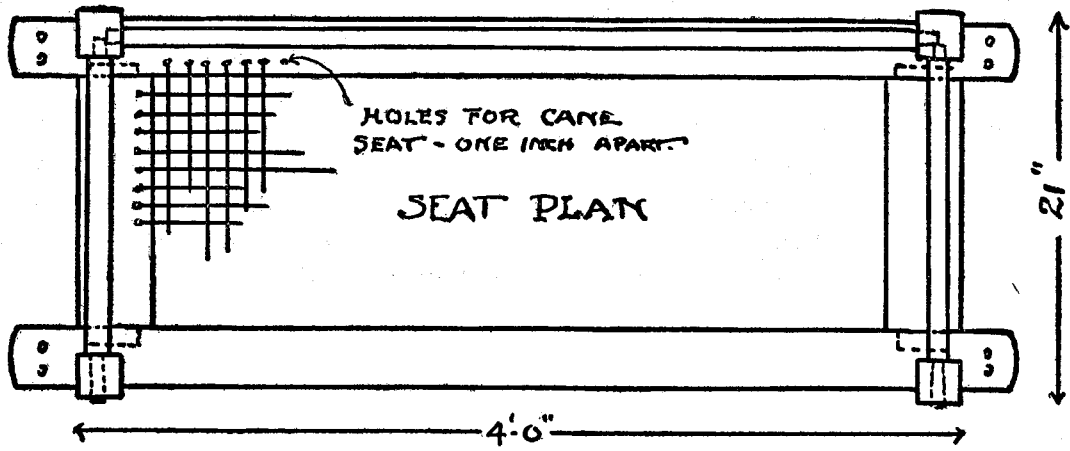 HOLES FOR CANE
SEAT - ONE INCH APART.
SEAT PLAN
21"
4'-0"